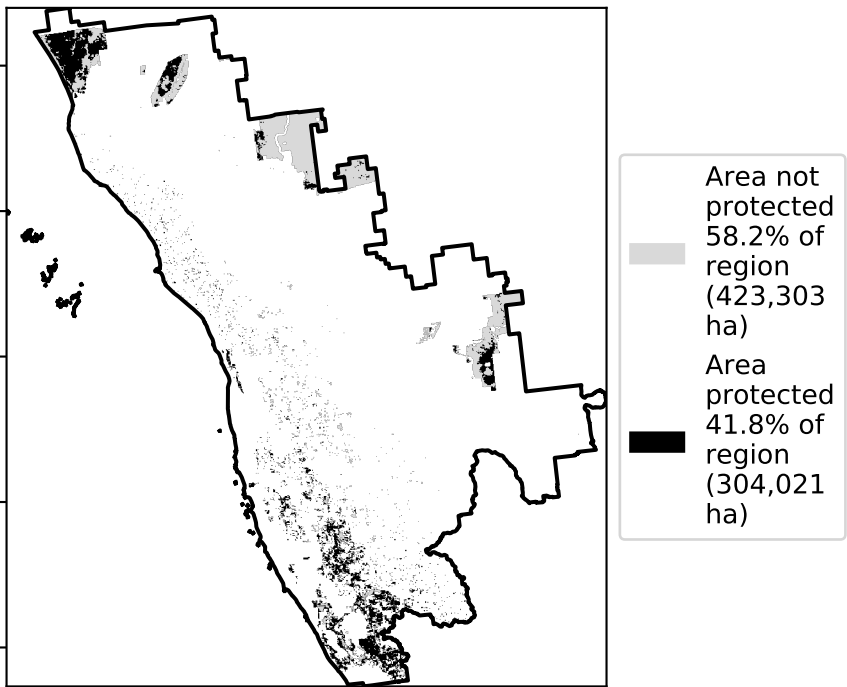 Area not
protected
58.2% of
region
(423,303
ha)
Area
protected
41.8% of
region
(304,021
ha)